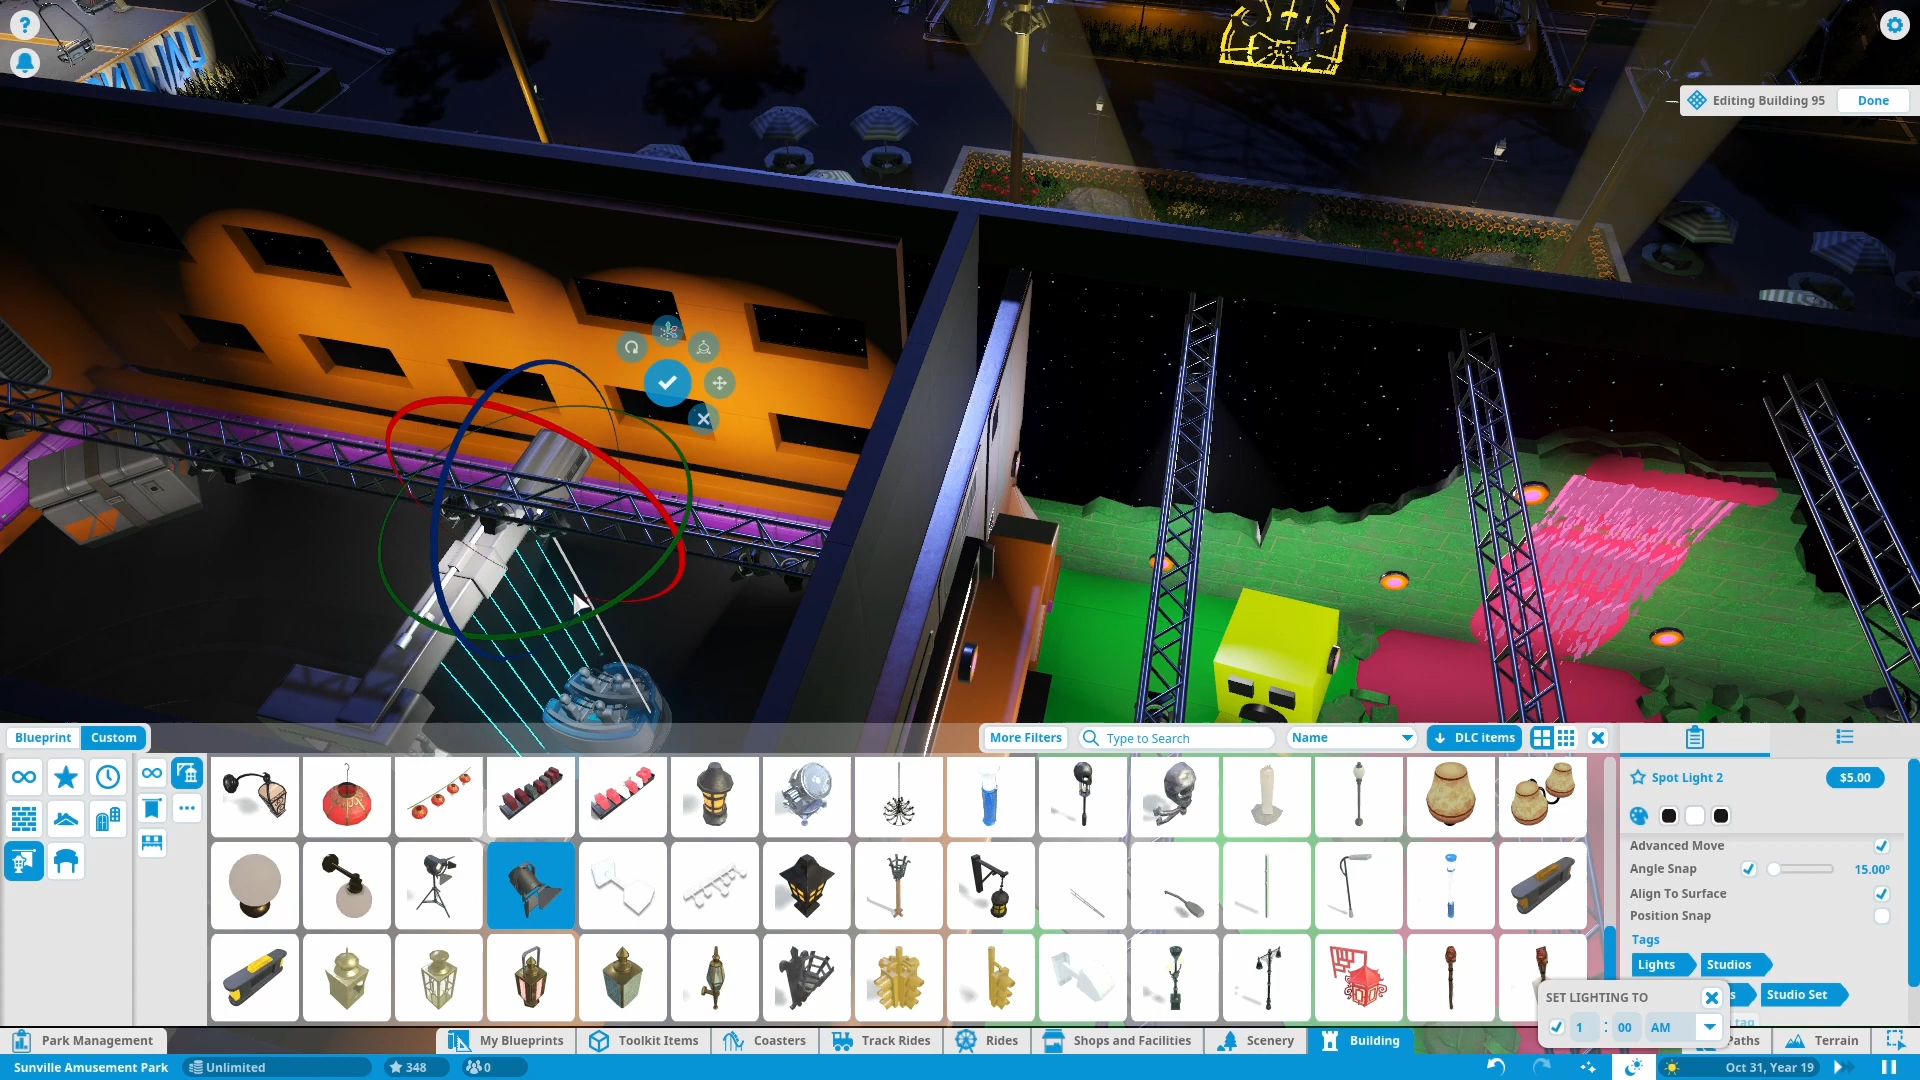 ?
Editing Building 95
Done
Blueprint
Custom
More Filters
Type to Search
Name
DLC items
Spot Light 2
$5.00
Advanced Move
Angle Snap
15.00°
Align To Surface
Position Snap
Tags
Lights
Studios
Studio Set
SET LIGHTING TO
1 : 00 AM
Park Management
My Blueprints
Toolkit Items
Coasters
Track Rides
Rides
Shops and Facilities
Scenery
Building
Paths
Terrain
Sunville Amusement Park
Unlimited
348
0
Oct 31, Year 19